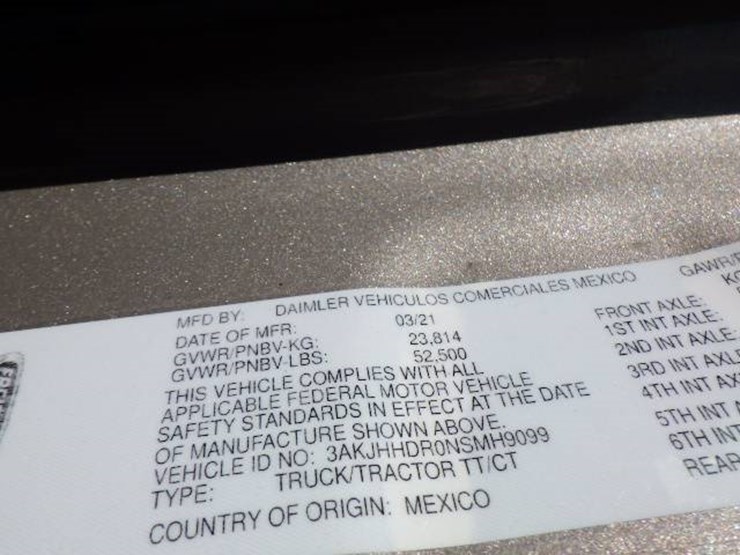 MFD BY: DAIMLER VEHICULOS COMERCIALES MEXICO
DATE OF MFR: 03/21
GVWR/PNBV-KG: 23,814
GVWR/PNBV-LBS: 52,500
THIS VEHICLE COMPLIES WITH ALL
APPLICABLE FEDERAL MOTOR VEHICLE
SAFETY STANDARDS IN EFFECT AT THE DATE
OF MANUFACTURE SHOWN ABOVE.
VEHICLE ID NO: 3AKJHHDR0NSMH9099
TYPE: TRUCK/TRACTOR TT/CT
COUNTRY OF ORIGIN: MEXICO
GAWR/
FRONT AXLE:
1ST INT AXLE:
2ND INT AXLE:
3RD INT AXLE
4TH INT AX
5TH INT
6TH INT
REAR